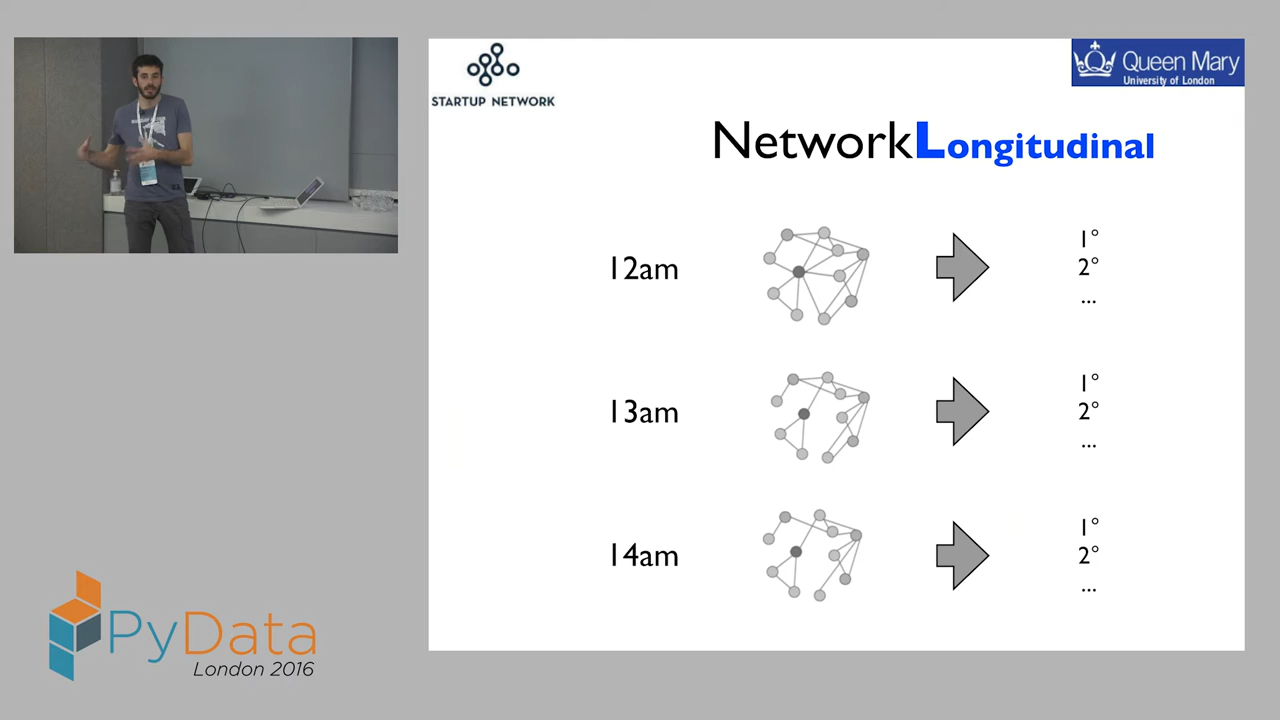 STARTUP NETWORK
Queen Mary
University of London
NetworkLongitudinal
12am
1°
2°
...
13am
1°
2°
...
14am
1°
2°
...
PyData
London 2016